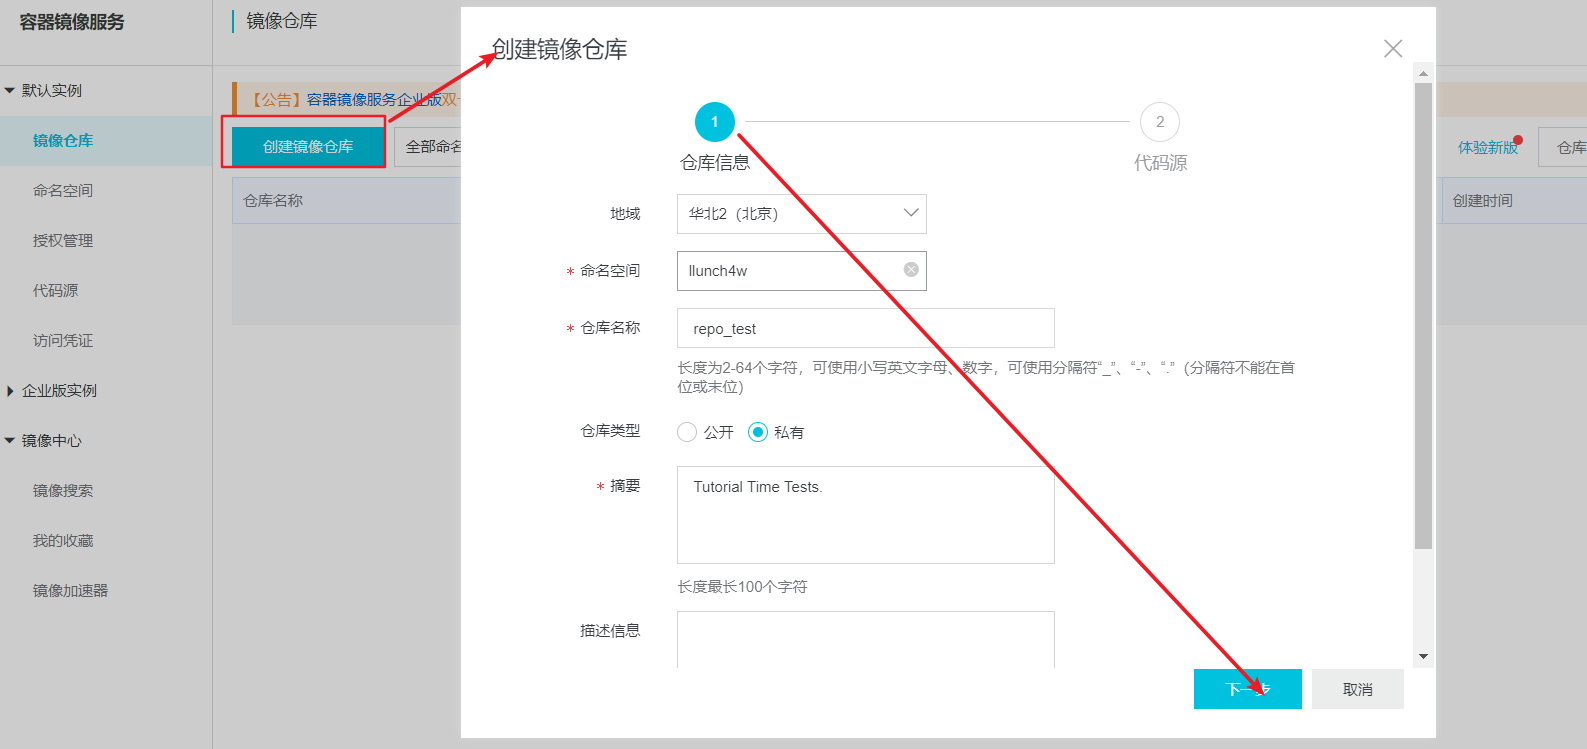 容器镜像服务
默认实例
镜像仓库
命名空间
授权管理
代码源
访问凭证
企业版实例
镜像中心
镜像搜索
我的收藏
镜像加速器
镜像仓库
【公告】容器镜像服务企业版双
创建镜像仓库
全部命名
仓库名称
体验新版
仓库
创建时间
创建镜像仓库
1
仓库信息
2
代码源
地域
华北2（北京）
* 命名空间
llunch4w
* 仓库名称
repo_test
长度为2-64个字符，可使用小写英文字母、数字，可使用分隔符“_”、“-”、“.”（分隔符不能在首
位或末位）
仓库类型
公开
私有
* 摘要
Tutorial Time Tests.
长度最长100个字符
描述信息
下一步
取消